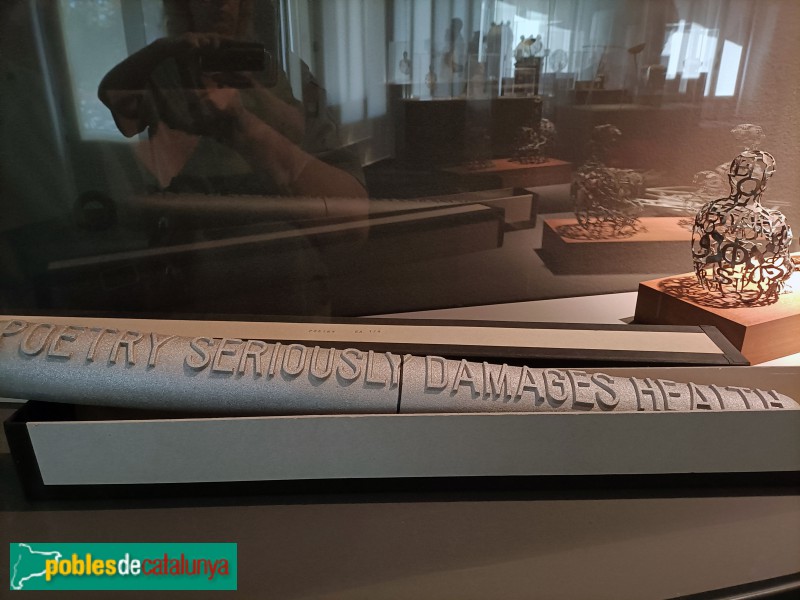 POETRY SERIOUSLY DAMAGES HEALTH
poblesdecatalunya